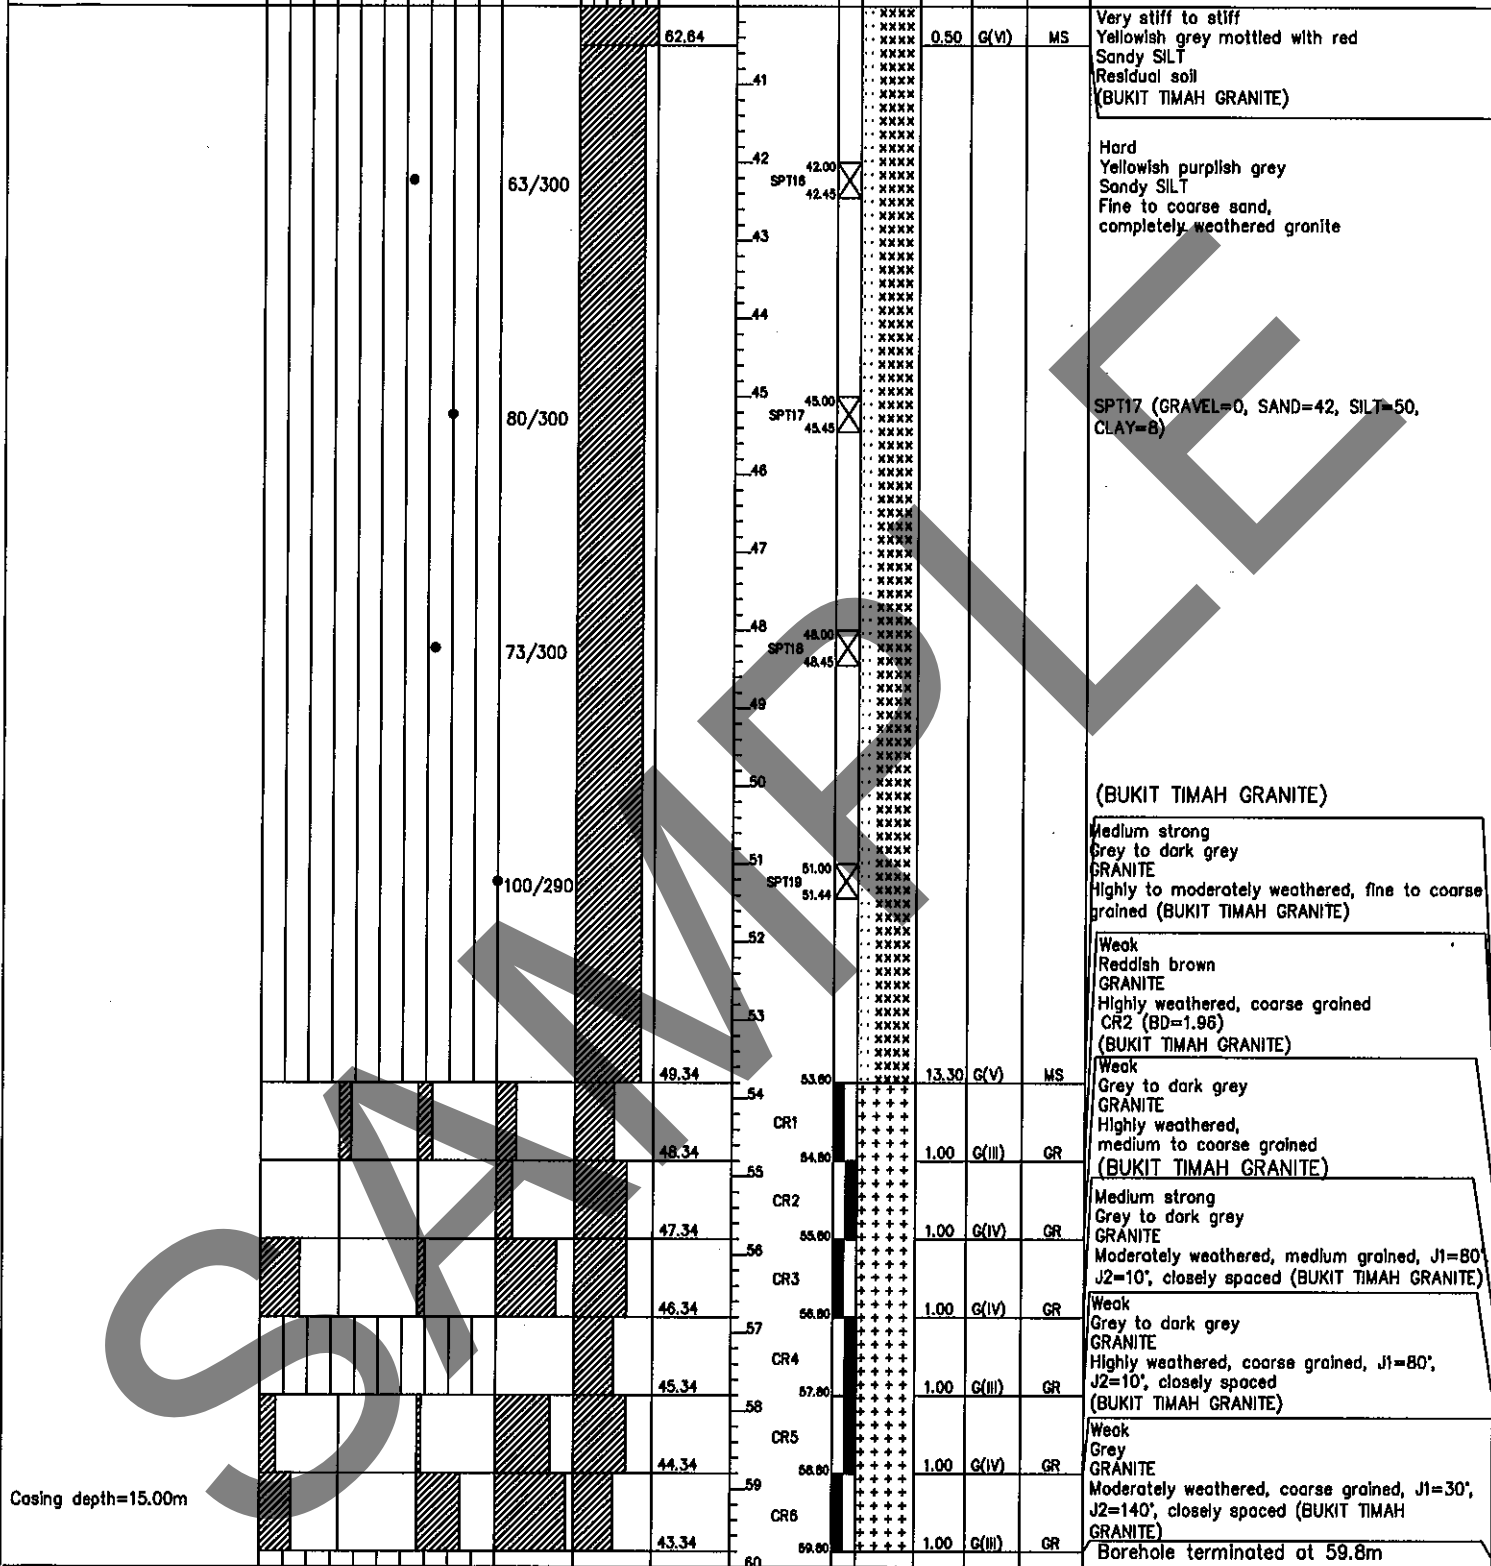 62.64
0.50 G(VI) MS
Very stiff to stiff
Yellowish grey mottled with red
Sandy SILT
Residual soil
(BUKIT TIMAH GRANITE)
41
Hard
Yellowish purplish grey
Sandy SILT
Fine to coarse sand,
completely weathered granite
42
63/300
SPT16
42.00
42.45
43
44
45
80/300
SPT17
45.00
45.45
SPT17 (GRAVEL=0, SAND=42, SILT=50,
CLAY=8)
46
47
48
73/300
SPT18
48.00
48.45
49
50
(BUKIT TIMAH GRANITE)
Medium strong
Grey to dark grey
GRANITE
Highly to moderately weathered, fine to coarse
grained (BUKIT TIMAH GRANITE)
51
100/290
SPT19
51.00
51.44
52
Weak
Reddish brown
GRANITE
Highly weathered, coarse grained
CR2 (BD=1.96)
(BUKIT TIMAH GRANITE)
53
49.34
53.80
13.30 G(V) MS
Weak
Grey to dark grey
GRANITE
Highly weathered,
medium to coarse grained
(BUKIT TIMAH GRANITE)
54
CR1
48.34
54.80
1.00 G(III) GR
55
CR2
47.34
55.80
1.00 G(IV) GR
Medium strong
Grey to dark grey
GRANITE
Moderately weathered, medium grained, J1=80°
J2=10°, closely spaced (BUKIT TIMAH GRANITE)
56
CR3
46.34
56.80
1.00 G(IV) GR
Weak
Grey to dark grey
GRANITE
Highly weathered, coarse grained, J1=80°,
J2=10°, closely spaced
(BUKIT TIMAH GRANITE)
57
CR4
45.34
57.80
1.00 G(III) GR
58
CR5
44.34
58.80
1.00 G(IV) GR
Weak
Grey
GRANITE
Moderately weathered, coarse grained, J1=30°,
J2=140°, closely spaced (BUKIT TIMAH
GRANITE)
59
Casing depth=15.00m
CR6
43.34
59.80
1.00 G(III) GR
Borehole terminated at 59.8m
60
SAMPLE